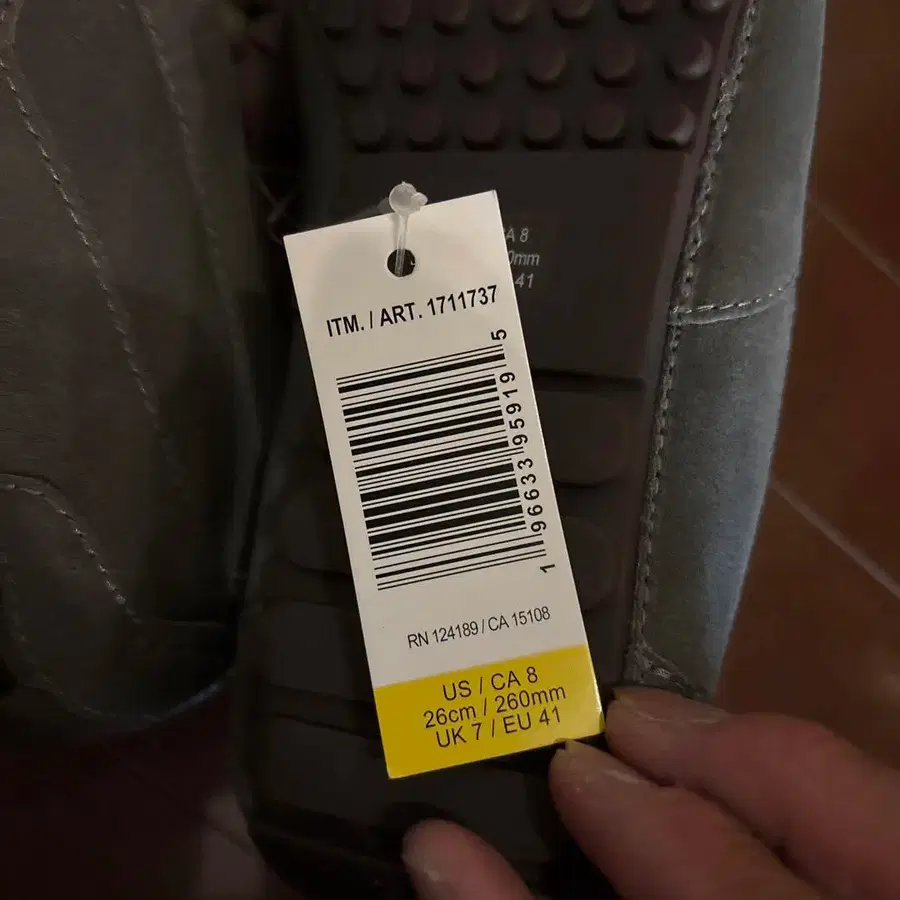 ITM. / ART. 1711737
1 96633 95919 5
RN 124189 / CA 15108
US / CA 8
26cm / 260mm
UK 7 / EU 41
A 8
0mm
41